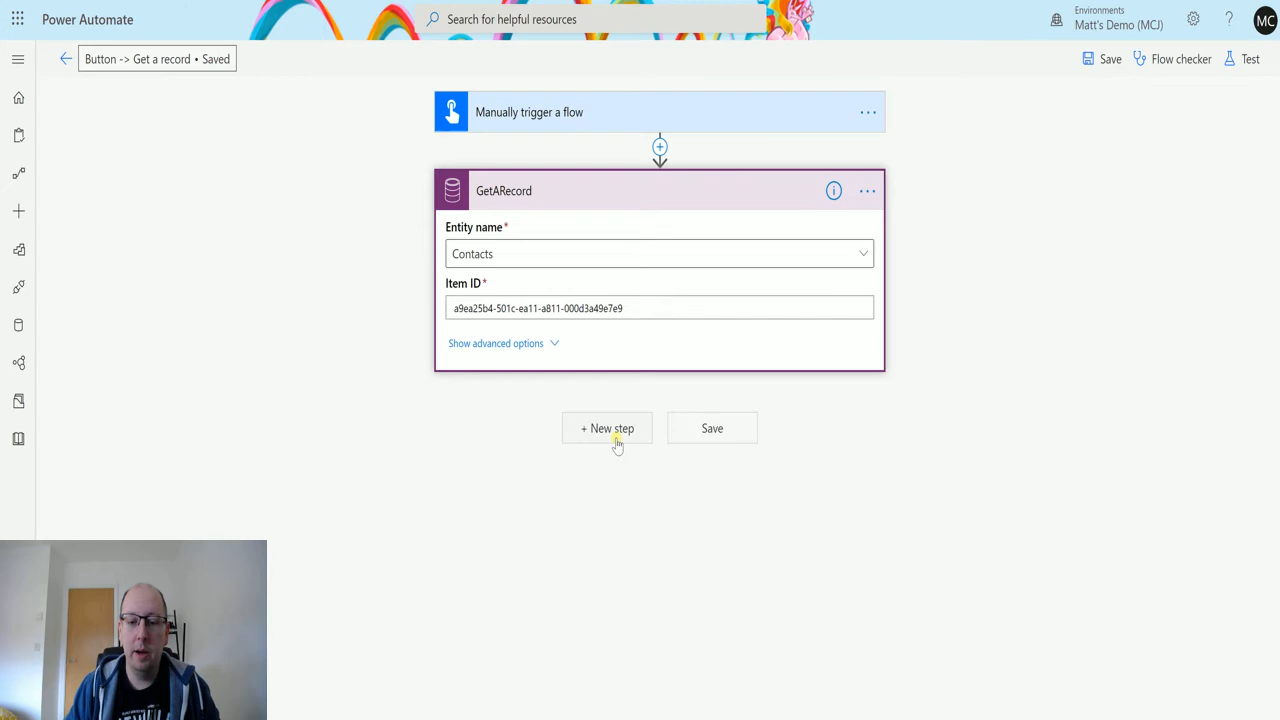 Power Automate
Search for helpful resources
Environments
Matt's Demo (MCJ)
?
MC
Button -> Get a record • Saved
Save
Flow checker
Test
Manually trigger a flow
...
+
GetARecord
i
...
Entity name*
Contacts
Item ID*
a9ea25b4-501c-ea11-a811-000d3a49e7e9
Show advanced options
+ New step
Save